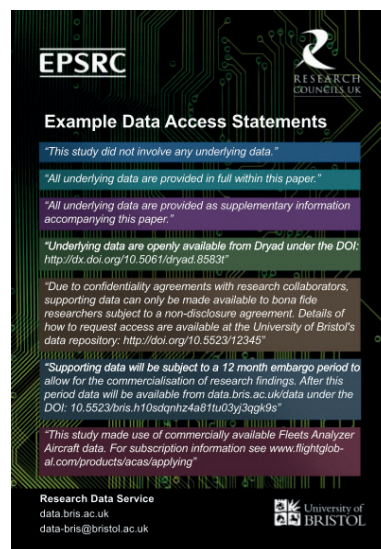 EPSRC
RESEARCH
COUNCILS UK
Example Data Access Statements
“This study did not involve any underlying data.”
“All underlying data are provided in full within this paper.”
“All underlying data are provided as supplementary information
accompanying this paper.”
“Underlying data are openly available from Dryad under the DOI:
http://dx.doi.org/10.5061/dryad.8583t”
“Due to confidentiality agreements with research collaborators,
supporting data can only be made available to bona fide
researchers subject to a non-disclosure agreement. Details of
how to request access are available at the University of Bristol's
data repository: http://doi.org/10.5523/12345”
“Supporting data will be subject to a 12 month embargo period to
allow for the commercialisation of research findings. After this
period data will be available from data.bris.ac.uk/data under the
DOI: 10.5523/bris.h10sdqnhz4a81tu03yj3qgk9s”
“This study made use of commercially available Fleets Analyzer
Aircraft data. For subscription information see www.flightglob-
al.com/products/acas/applying”
Research Data Service
data.bris.ac.uk
data-bris@bristol.ac.uk
University of
BRISTOL